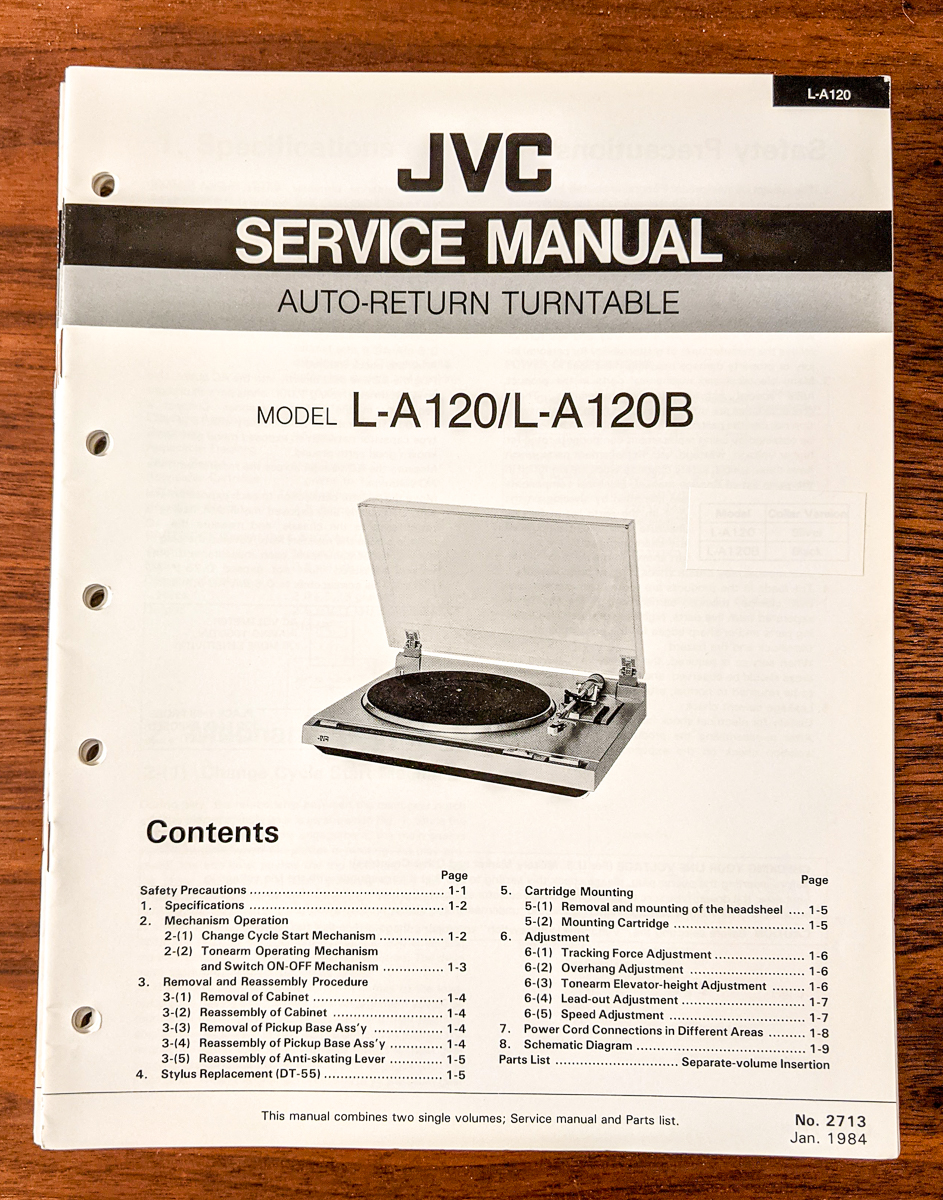 L-A120
JVC
SERVICE MANUAL
AUTO-RETURN TURNTABLE
MODEL L-A120/L-A120B
Model Color Version
L-A120
L-A120B Black
JVC
Contents
Page
Safety Precautions ........ 1-1
1. Specifications ........ 1-2
2. Mechanism Operation
2-(1) Change Cycle Start Mechanism ........ 1-2
2-(2) Tonearm Operating Mechanism
and Switch ON-OFF Mechanism ........ 1-3
3. Removal and Reassembly Procedure
3-(1) Removal of Cabinet ........ 1-4
3-(2) Reassembly of Cabinet ........ 1-4
3-(3) Removal of Pickup Base Ass'y ........ 1-4
3-(4) Reassembly of Pickup Base Ass'y ........ 1-4
3-(5) Reassembly of Anti-skating Lever ........ 1-5
4. Stylus Replacement (DT-55) ........ 1-5
Page
5. Cartridge Mounting
5-(1) Removal and mounting of the headsheel .... 1-5
5-(2) Mounting Cartridge ........ 1-5
6. Adjustment
6-(1) Tracking Force Adjustment ........ 1-6
6-(2) Overhang Adjustment ........ 1-6
6-(3) Tonearm Elevator-height Adjustment ........ 1-6
6-(4) Lead-out Adjustment ........ 1-7
6-(5) Speed Adjustment ........ 1-7
7. Power Cord Connections in Different Areas ........ 1-8
8. Schematic Diagram ........ 1-9
Parts List ........ Separate-volume Insertion
This manual combines two single volumes; Service manual and Parts list.
No. 2713
Jan. 1984